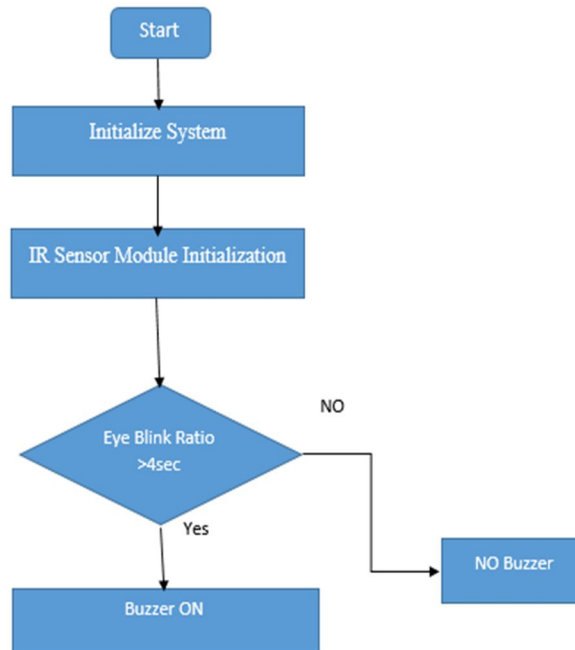 Start
Initialize System
IR Sensor Module Initialization
NO
Eye Blink Ratio
>4sec
Yes
NO Buzzer
Buzzer ON